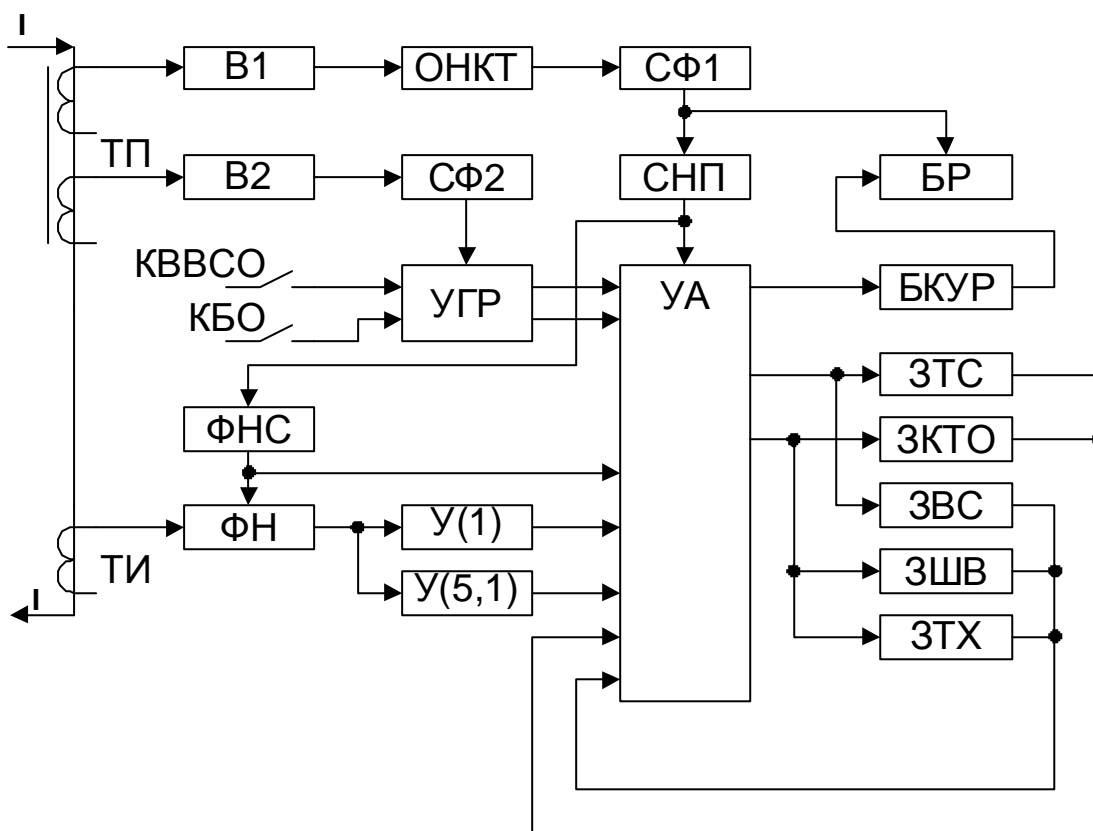 I
В1
ОНКТ
СФ1
ТП
В2
СФ2
СНП
БР
КВВСО
УГР
УА
БКУР
КБО
ЗТС
ФНС
ЗКТО
ФН
У(1)
ЗВС
ТИ
У(5,1)
ЗШВ
I
ЗТХ